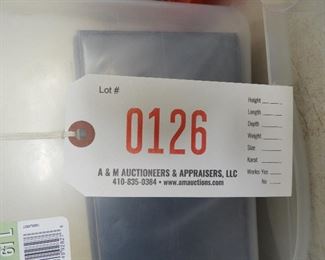 Lot #
0126
A & M AUCTIONEERS & APPRAISERS, LLC
410-835-0384 • www.amauctions.com
Height
Length
Depth
Weight
Size
Karat
Works Yes
No